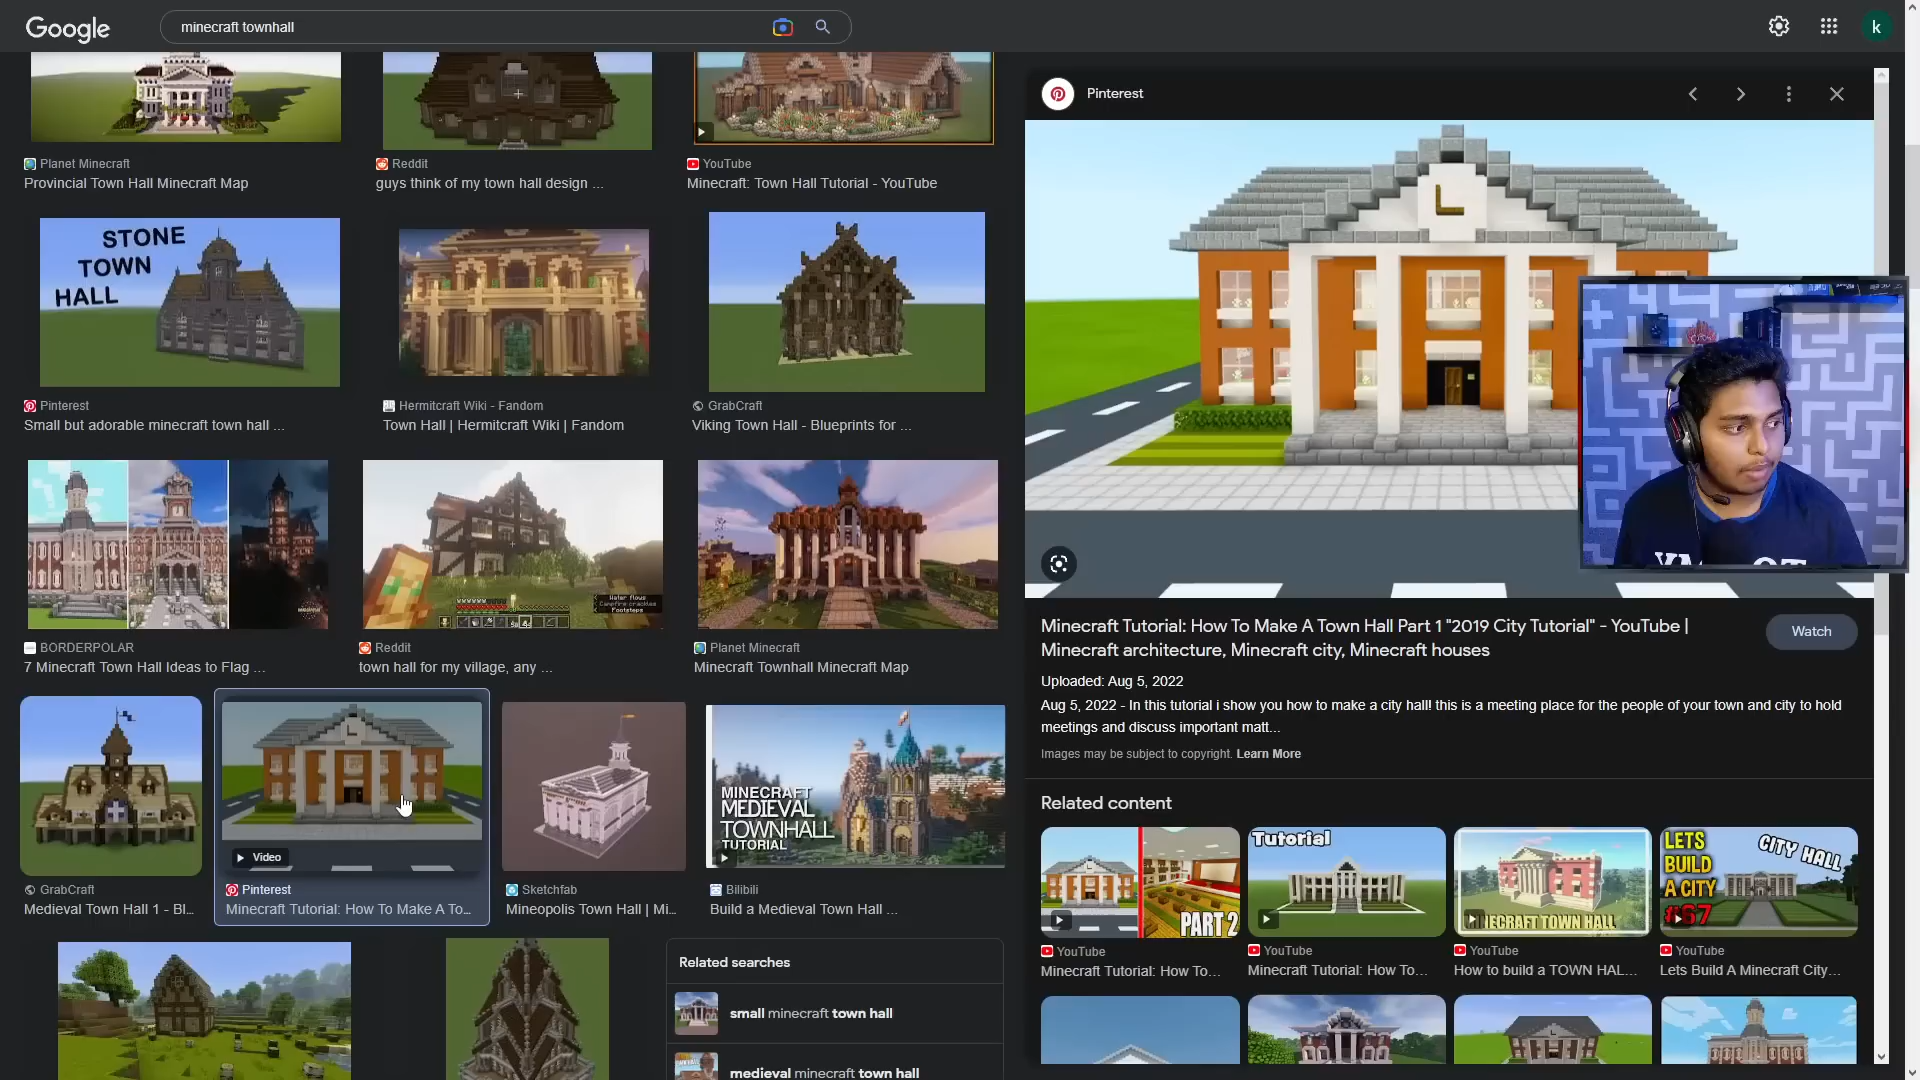 Google
minecraft townhall
k
Planet Minecraft
Provincial Town Hall Minecraft Map
Reddit
guys think of my town hall design ...
YouTube
Minecraft: Town Hall Tutorial - YouTube
STONE
TOWN
HALL
Pinterest
Small but adorable minecraft town hall ...
Hermitcraft Wiki - Fandom
Town Hall | Hermitcraft Wiki | Fandom
GrabCraft
Viking Town Hall - Blueprints for ...
Water flows
Campfire crackles
Footsteps
BORDERPOLAR
7 Minecraft Town Hall Ideas to Flag ...
Reddit
town hall for my village, any ...
Planet Minecraft
Minecraft Townhall Minecraft Map
Video
MINECRAFT
MEDIEVAL
TOWNHALL
TUTORIAL
GrabCraft
Medieval Town Hall 1 - Bl...
Pinterest
Minecraft Tutorial: How To Make A To...
Sketchfab
Mineopolis Town Hall | Mi...
Bilibili
Build a Medieval Town Hall ...
Related searches
small minecraft town hall
medieval minecraft town hall
Pinterest
L
Minecraft Tutorial: How To Make A Town Hall Part 1 "2019 City Tutorial" - YouTube |
Minecraft architecture, Minecraft city, Minecraft houses
Watch
Uploaded: Aug 5, 2022
Aug 5, 2022 - In this tutorial i show you how to make a city hall! this is a meeting place for the people of your town and city to hold
meetings and discuss important matt...
Images may be subject to copyright. Learn More
Related content
PART 2
Tutorial
MINECRAFT TOWN HALL
LETS
BUILD
A CITY
#67
CITY HALL
YouTube
Minecraft Tutorial: How To...
YouTube
Minecraft Tutorial: How To...
YouTube
How to build a TOWN HAL...
YouTube
Lets Build A Minecraft City...